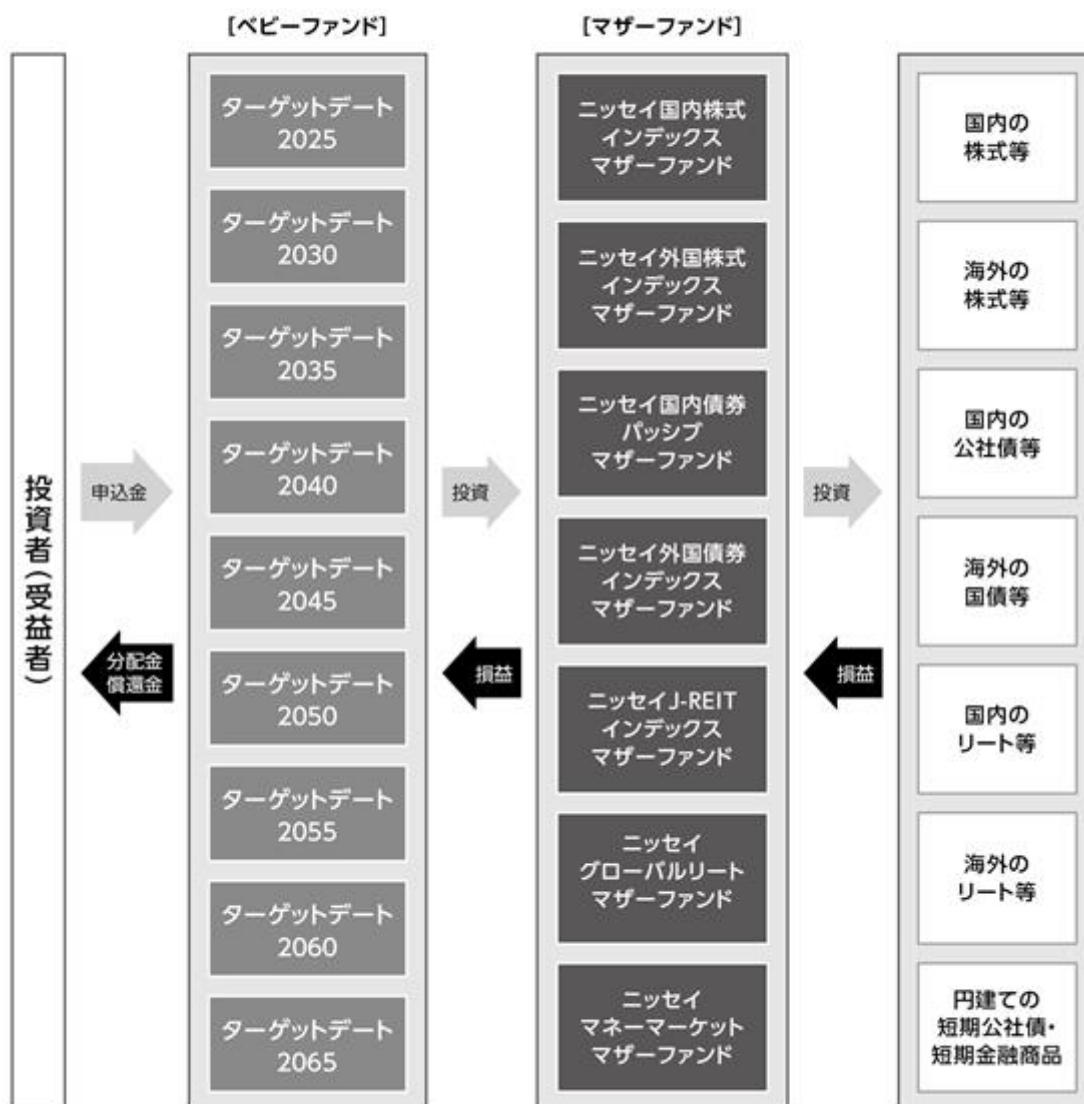 [ベビーファンド]
[マザーファンド]
投資者(受益者)
申込金
分配金
償還金
ターゲットデート
2025
ターゲットデート
2030
ターゲットデート
2035
ターゲットデート
2040
ターゲットデート
2045
ターゲットデート
2050
ターゲットデート
2055
ターゲットデート
2060
ターゲットデート
2065
投資
損益
ニッセイ国内株式
インデックス
マザーファンド
ニッセイ外国株式
インデックス
マザーファンド
ニッセイ国内債券
パッシブ
マザーファンド
ニッセイ外国債券
インデックス
マザーファンド
ニッセイJ-REIT
インデックス
マザーファンド
ニッセイ
グローバルリート
マザーファンド
ニッセイ
マネーマーケット
マザーファンド
投資
損益
国内の
株式等
海外の
株式等
国内の
公社債等
海外の
国債等
国内の
リート等
海外の
リート等
円建ての
短期公社債・
短期金融商品